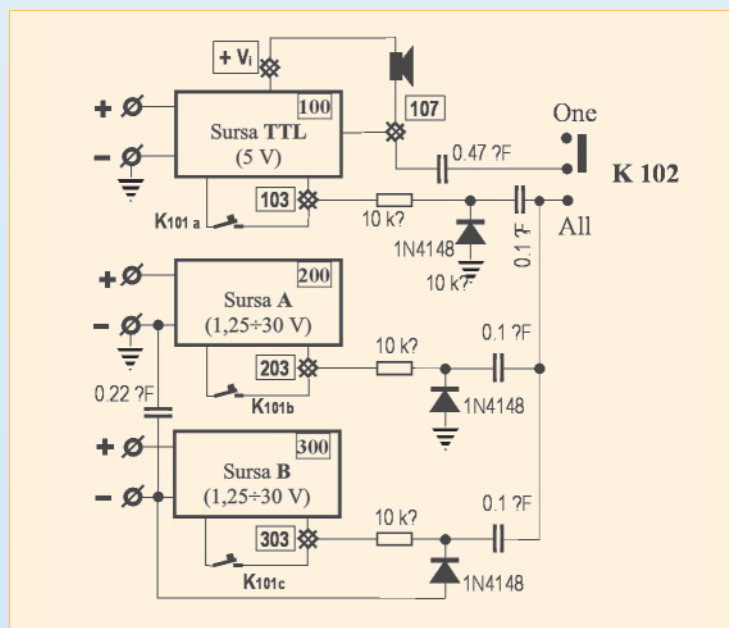 + Vi
100
107
+
Sursa TTL
(5 V)
-
One
0.47 ?F
K 102
103
K101 a
10 k?
1N4148
0.1 ?F
All
10 k?
200
+
Sursa A
(1,25÷30 V)
-
203
K101b
10 k?
0.1 ?F
1N4148
0.22 ?F
300
+
Sursa B
(1,25÷30 V)
-
303
K101c
10 k?
0.1 ?F
1N4148